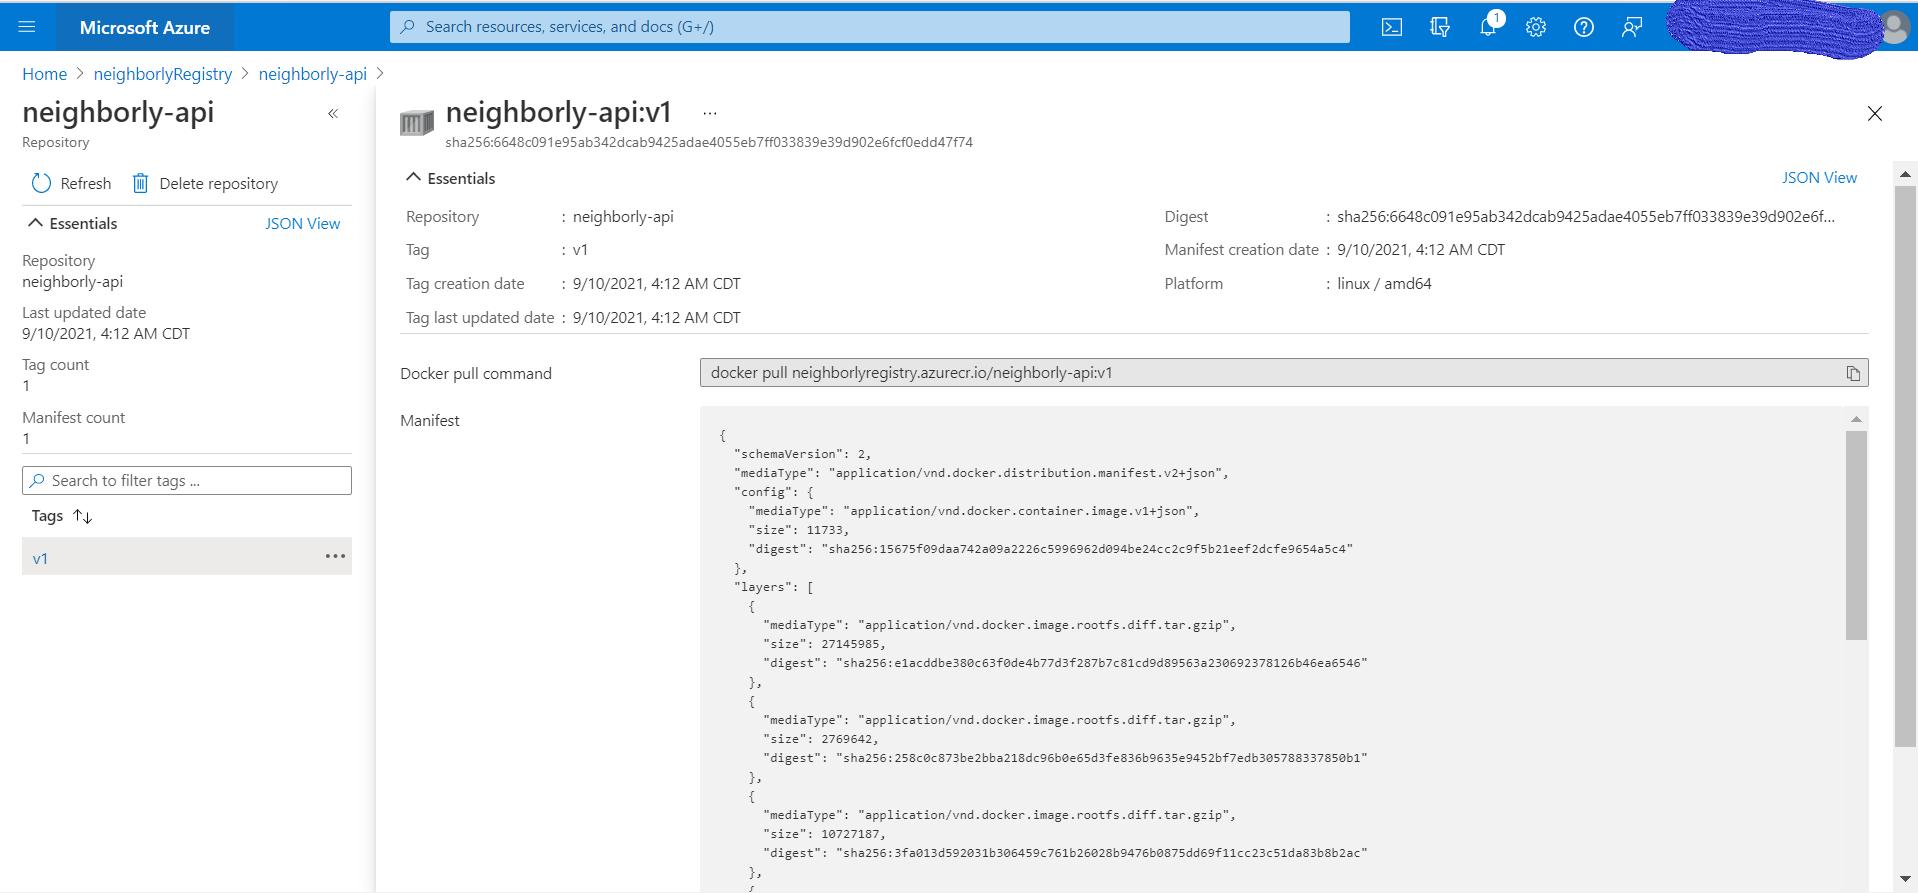 Microsoft Azure
Search resources, services, and docs (G+/)
1
Home > neighborlyRegistry > neighborly-api >
neighborly-api
«
Repository
Refresh
Delete repository
Essentials
JSON View
Repository
neighborly-api
Last updated date
9/10/2021, 4:12 AM CDT
Tag count
1
Manifest count
1
Search to filter tags ...
Tags
v1
neighborly-api:v1
sha256:6648c091e95ab342dcab9425adae4055eb7ff033839e39d902e6fcf0edd47f74
Essentials
JSON View
Repository : neighborly-api
Tag : v1
Tag creation date : 9/10/2021, 4:12 AM CDT
Tag last updated date : 9/10/2021, 4:12 AM CDT
Digest : sha256:6648c091e95ab342dcab9425adae4055eb7ff033839e39d902e6f...
Manifest creation date : 9/10/2021, 4:12 AM CDT
Platform : linux / amd64
Docker pull command
docker pull neighborlyregistry.azurecr.io/neighborly-api:v1
Manifest
{
"schemaVersion": 2,
"mediaType": "application/vnd.docker.distribution.manifest.v2+json",
"config": {
"mediaType": "application/vnd.docker.container.image.v1+json",
"size": 11733,
"digest": "sha256:15675f09daa742a09a2226c5996962d094be24cc2c9f5b21eef2dcfe9654a5c4"
},
"layers": [
{
"mediaType": "application/vnd.docker.image.rootfs.diff.tar.gzip",
"size": 27145985,
"digest": "sha256:e1acddbe380c63f0de4b77d3f287b7c81cd9d89563a230692378126b46ea6546"
},
{
"mediaType": "application/vnd.docker.image.rootfs.diff.tar.gzip",
"size": 2769642,
"digest": "sha256:258c0c873be2bba218dc96b0e65d3fe836b9635e9452bf7edb305788337850b1"
},
{
"mediaType": "application/vnd.docker.image.rootfs.diff.tar.gzip",
"size": 10727187,
"digest": "sha256:3fa013d592031b306459c761b26028b9476b0875dd69f11cc23c51da83b8b2ac"
},
{